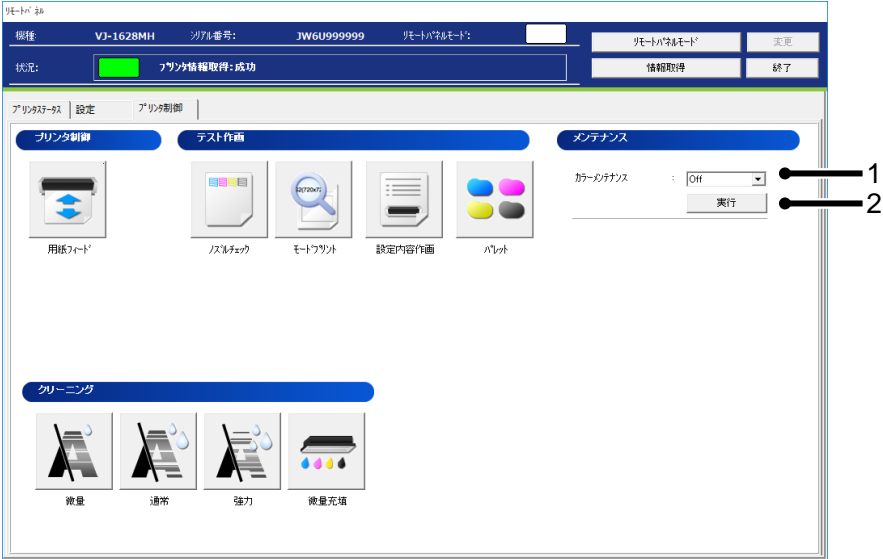 リモートパネル
機種: VJ-1628MH シリアル番号: JW6U999999 リモートパネルモード: リモートパネルモード 変更
状況: プリンタ情報取得:成功 情報取得 終了
プリンタステータス 設定 プリンタ制御
プリンタ制御 テスト作画 メンテナンス
カラーメンテナンス : Off 1
実行 2
用紙フィード ノズルチェック モードプリント 設定内容作画 パレット
クリーニング
微量 通常 強力 微量充填